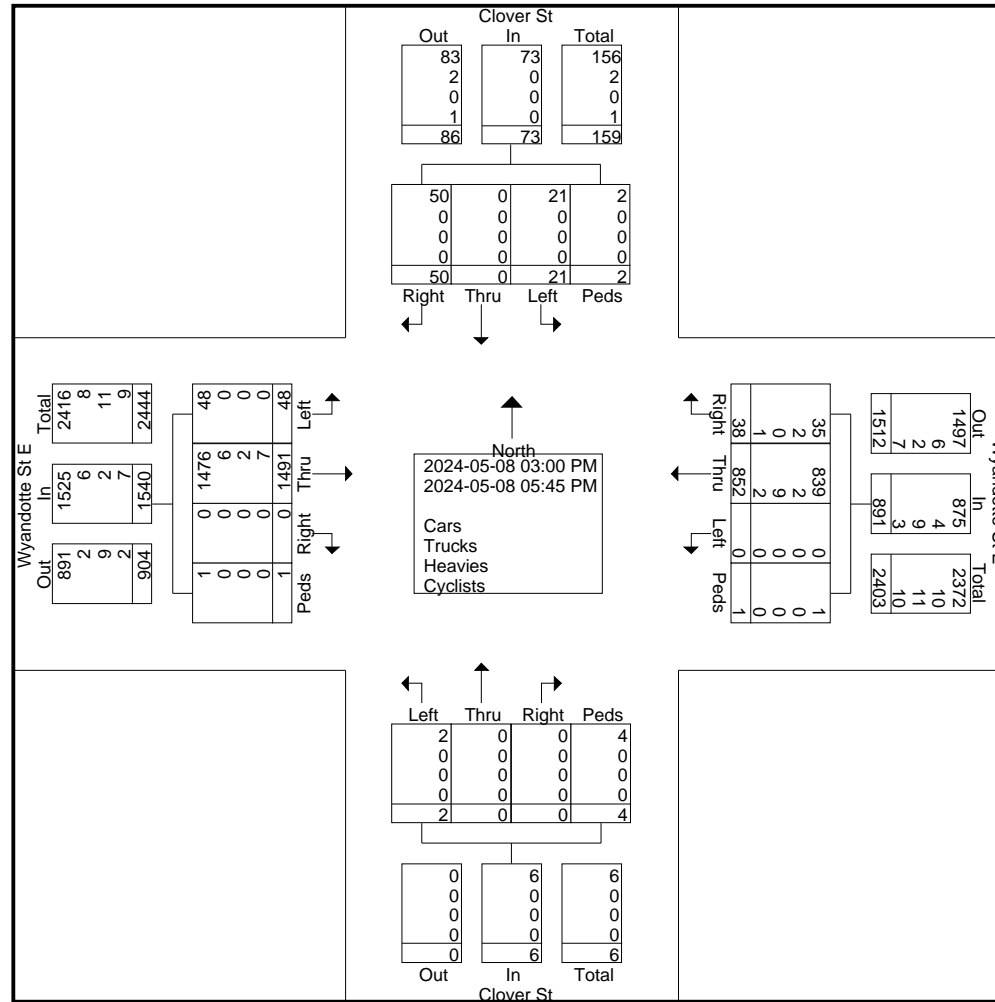 Clover St
Out In Total
83 73 156
2 0 2
0 0 0
1 0 1
86 73 159
50 0 21 2
0 0 0 0
0 0 0 0
0 0 0 0
50 0 21 2
Right Thru Left Peds
Wyandotte St E
Total
2416
8
11
9
2444
In
1525
6
2
7
1540
Out
891
2
9
2
904
Left
48
0
0
0
48
Thru
1476
6
2
7
1491
Right
0
0
0
0
0
Peds
1
0
0
0
1
North
2024-05-08 03:00 PM
2024-05-08 05:45 PM
Cars
Trucks
Heavies
Cyclists
Right
35
2
0
1
38
Thru
839
2
9
2
852
Left
0
0
0
0
0
Peds
1
0
0
0
1
Wyandotte St E
Out
1497
6
2
7
1512
In
875
4
9
3
891
Total
2372
10
11
10
2403
Left Thru Right Peds
2 0 0 4
0 0 0 0
0 0 0 0
0 0 0 0
2 0 0 4
0 6 6
0 0 0
0 0 0
0 0 0
0 6 6
Out In Total
Clover St